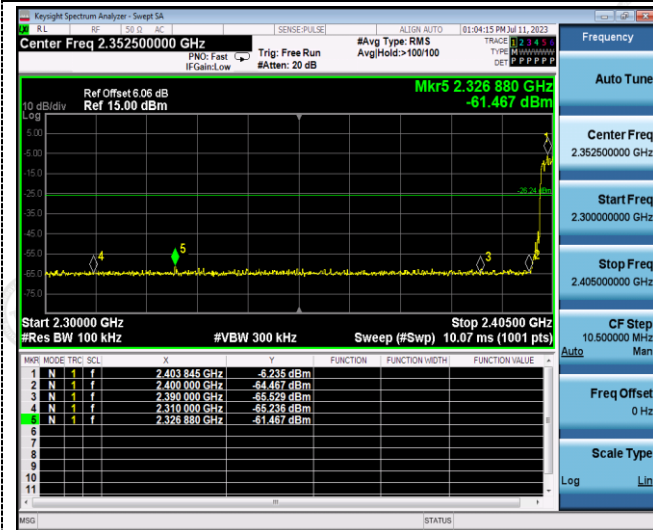 Keysight Spectrum Analyzer - Swept SA
RL RF 50 Ω AC SENSE:PULSE ALIGN AUTO 01:04:15 PM Jul 11, 2023
Center Freq 2.352500000 GHz
PNO: Fast
IFGain:Low
Trig: Free Run
#Atten: 20 dB
#Avg Type: RMS
Avg|Hold:>100/100
TRACE 1 2 3 4 5 6
TYPE M W W W W W
DET P P P P P P
Mkr5 2.326 880 GHz
-61.467 dBm
Ref Offset 6.06 dB
10 dB/div Ref 15.00 dBm
Log
5.00
-5.00
-15.0
-25.0
-35.0
-45.0
-55.0
-65.0
-75.0
-26.24 dBm
1
4
5
3
Start 2.30000 GHz Stop 2.40500 GHz
#Res BW 100 kHz #VBW 300 kHz Sweep (#Swp) 10.07 ms (1001 pts)
MKR MODE TRC SCL X Y FUNCTION FUNCTION WIDTH FUNCTION VALUE
1 N 1 f 2.403 845 GHz -6.235 dBm
2 N 1 f 2.400 000 GHz -64.467 dBm
3 N 1 f 2.390 000 GHz -65.529 dBm
4 N 1 f 2.310 000 GHz -65.236 dBm
5 N 1 f 2.326 880 GHz -61.467 dBm
6
7
8
9
10
11
MSG STATUS
Frequency
Auto Tune
Center Freq
2.352500000 GHz
Start Freq
2.300000000 GHz
Stop Freq
2.405000000 GHz
CF Step
10.500000 MHz
Auto Man
Freq Offset
0 Hz
Scale Type
Log Lin